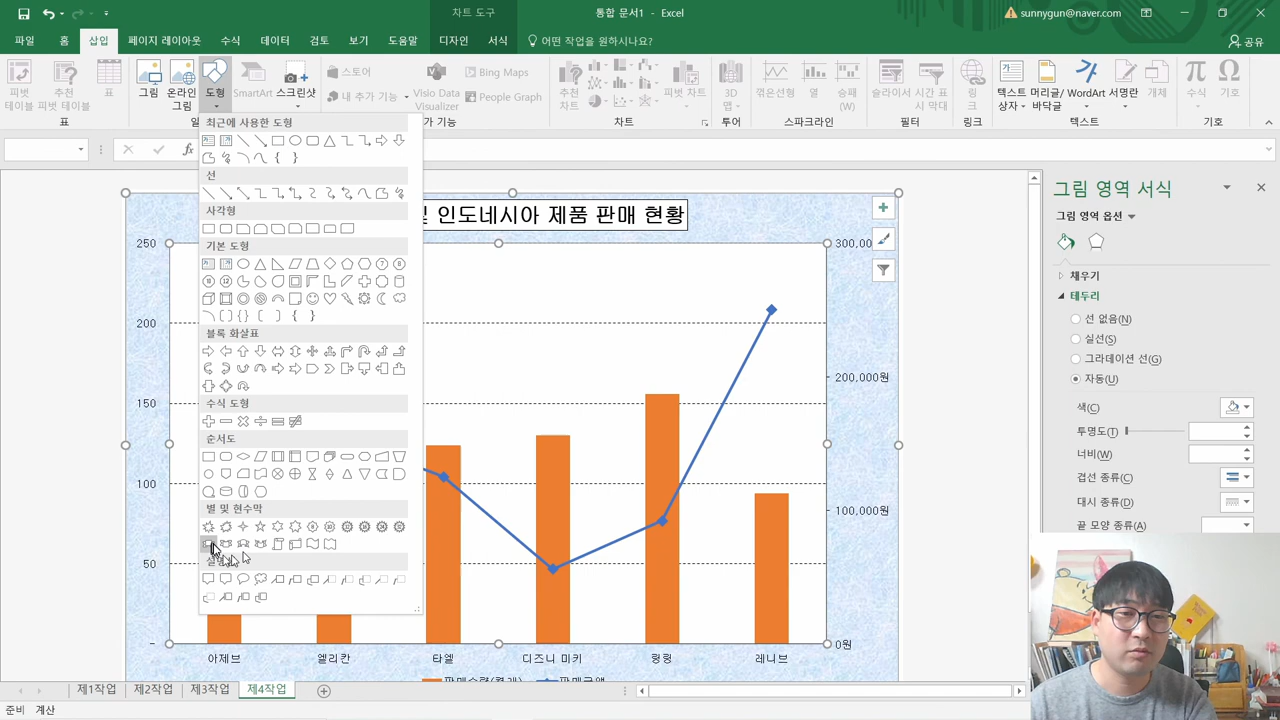 차트 도구
통합 문서1 - Excel
sunnygun@naver.com
파일 홈 삽입 페이지 레이아웃 수식 데이터 검토 보기 도움말 디자인 서식 어떤 작업을 원하시나요?
공유
피벗 테이블
추천 피벗 테이블
표
그림
온라인 그림
도형
SmartArt
스크린샷
스토어
내 추가 기능
Visio Data Visualizer
Bing Maps
People Graph
추천 차트
피벗 차트
3D 맵
꺾은선형
열
승패 (W)
슬라이서
시간 표시 막대
링크
텍스트 상자
머리글/바닥글
WordArt
서명란
개체
수식
기호
표
가 기능
차트
투어
스파크라인
필터
링크
텍스트
기호
최근에 사용한 도형
선
사각형
기본 도형
블록 화살표
수식 도형
순서도
별 및 현수막
fx
인도네시아 제품 판매 현황
250
200
150
100
50
-
300,00
200,000원
100,000원
0원
아제브 엘리칸 타엘 디즈니 미키 링링 레니브
판매금액
그림 영역 서식
그림 영역 옵션
채우기
테두리
선 없음(N)
실선(S)
그라데이션 선(G)
자동(U)
색(C)
투명도(T)
너비(W)
겹선 종류(C)
대시 종류(D)
끝 모양 종류(A)
제1작업 제2작업 제3작업 제4작업
준비 계산